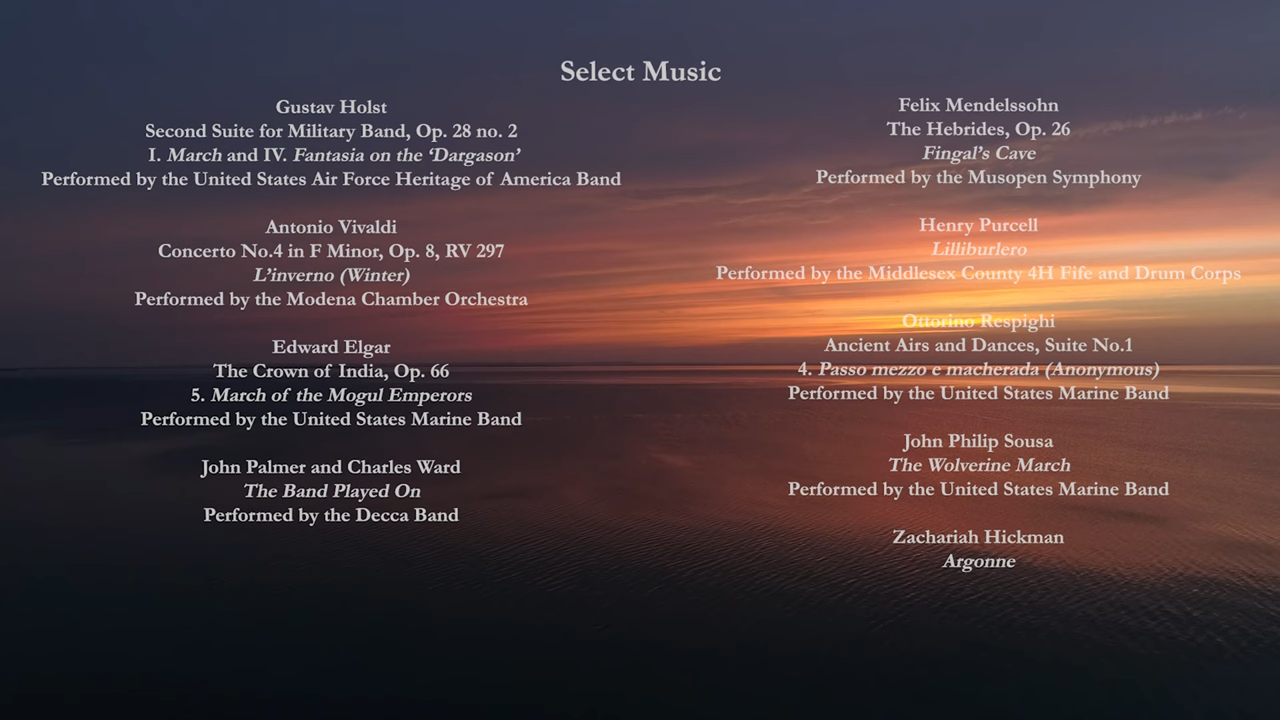 Select Music
Gustav Holst
Second Suite for Military Band, Op. 28 no. 2
I. March and IV. Fantasia on the ‘Dargason’
Performed by the United States Air Force Heritage of America Band
Antonio Vivaldi
Concerto No.4 in F Minor, Op. 8, RV 297
L’inverno (Winter)
Performed by the Modena Chamber Orchestra
Edward Elgar
The Crown of India, Op. 66
5. March of the Mogul Emperors
Performed by the United States Marine Band
John Palmer and Charles Ward
The Band Played On
Performed by the Decca Band
Felix Mendelssohn
The Hebrides, Op. 26
Fingal’s Cave
Performed by the Musopen Symphony
Henry Purcell
Lilliburlero
Performed by the Middlesex County 4H Fife and Drum Corps
Ottorino Respighi
Ancient Airs and Dances, Suite No.1
4. Passo mezzo e macherada (Anonymous)
Performed by the United States Marine Band
John Philip Sousa
The Wolverine March
Performed by the United States Marine Band
Zachariah Hickman
Argonne